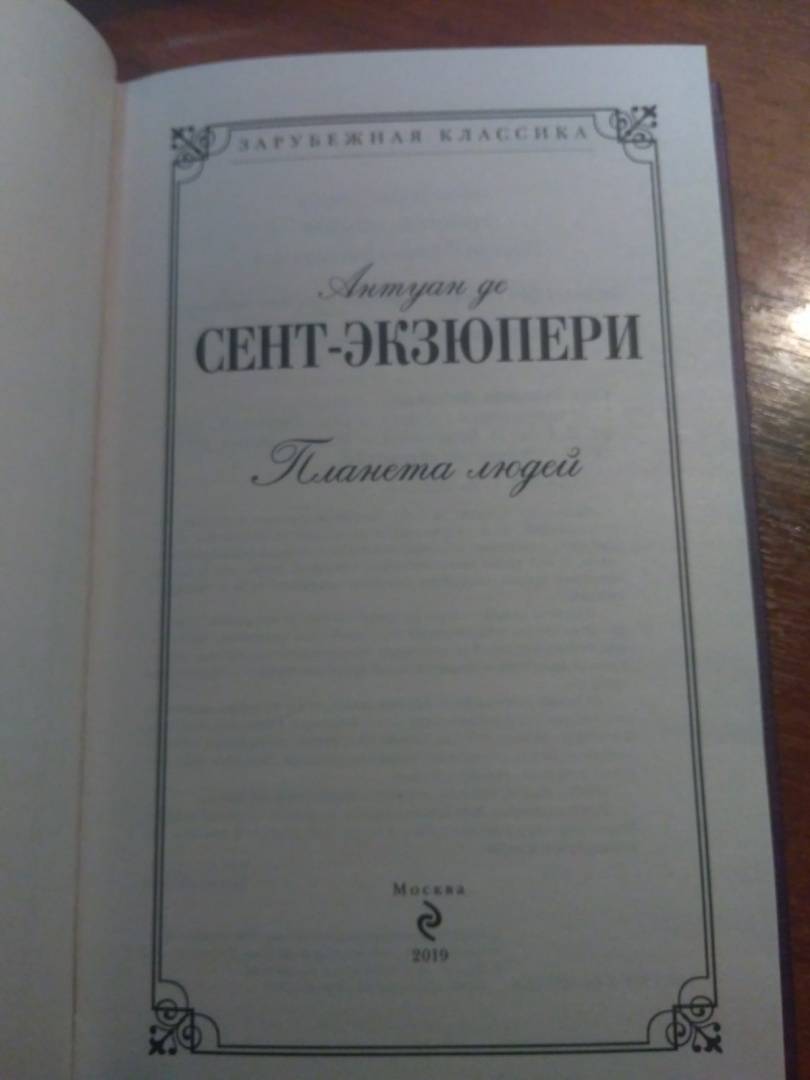 ЗАРУБЕЖНАЯ КЛАССИКА
Антуан де
СЕНТ-ЭКЗЮПЕРИ
Планета людей
Москва
2019